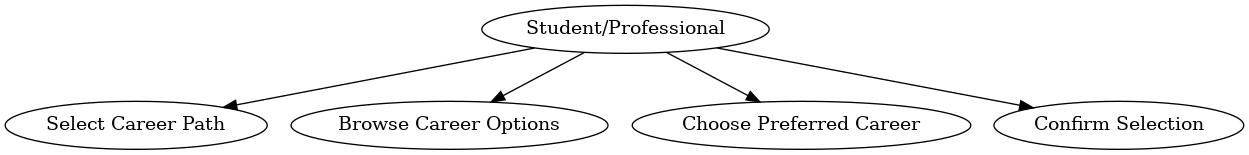 Student/Professional
Select Career Path
Browse Career Options
Choose Preferred Career
Confirm Selection